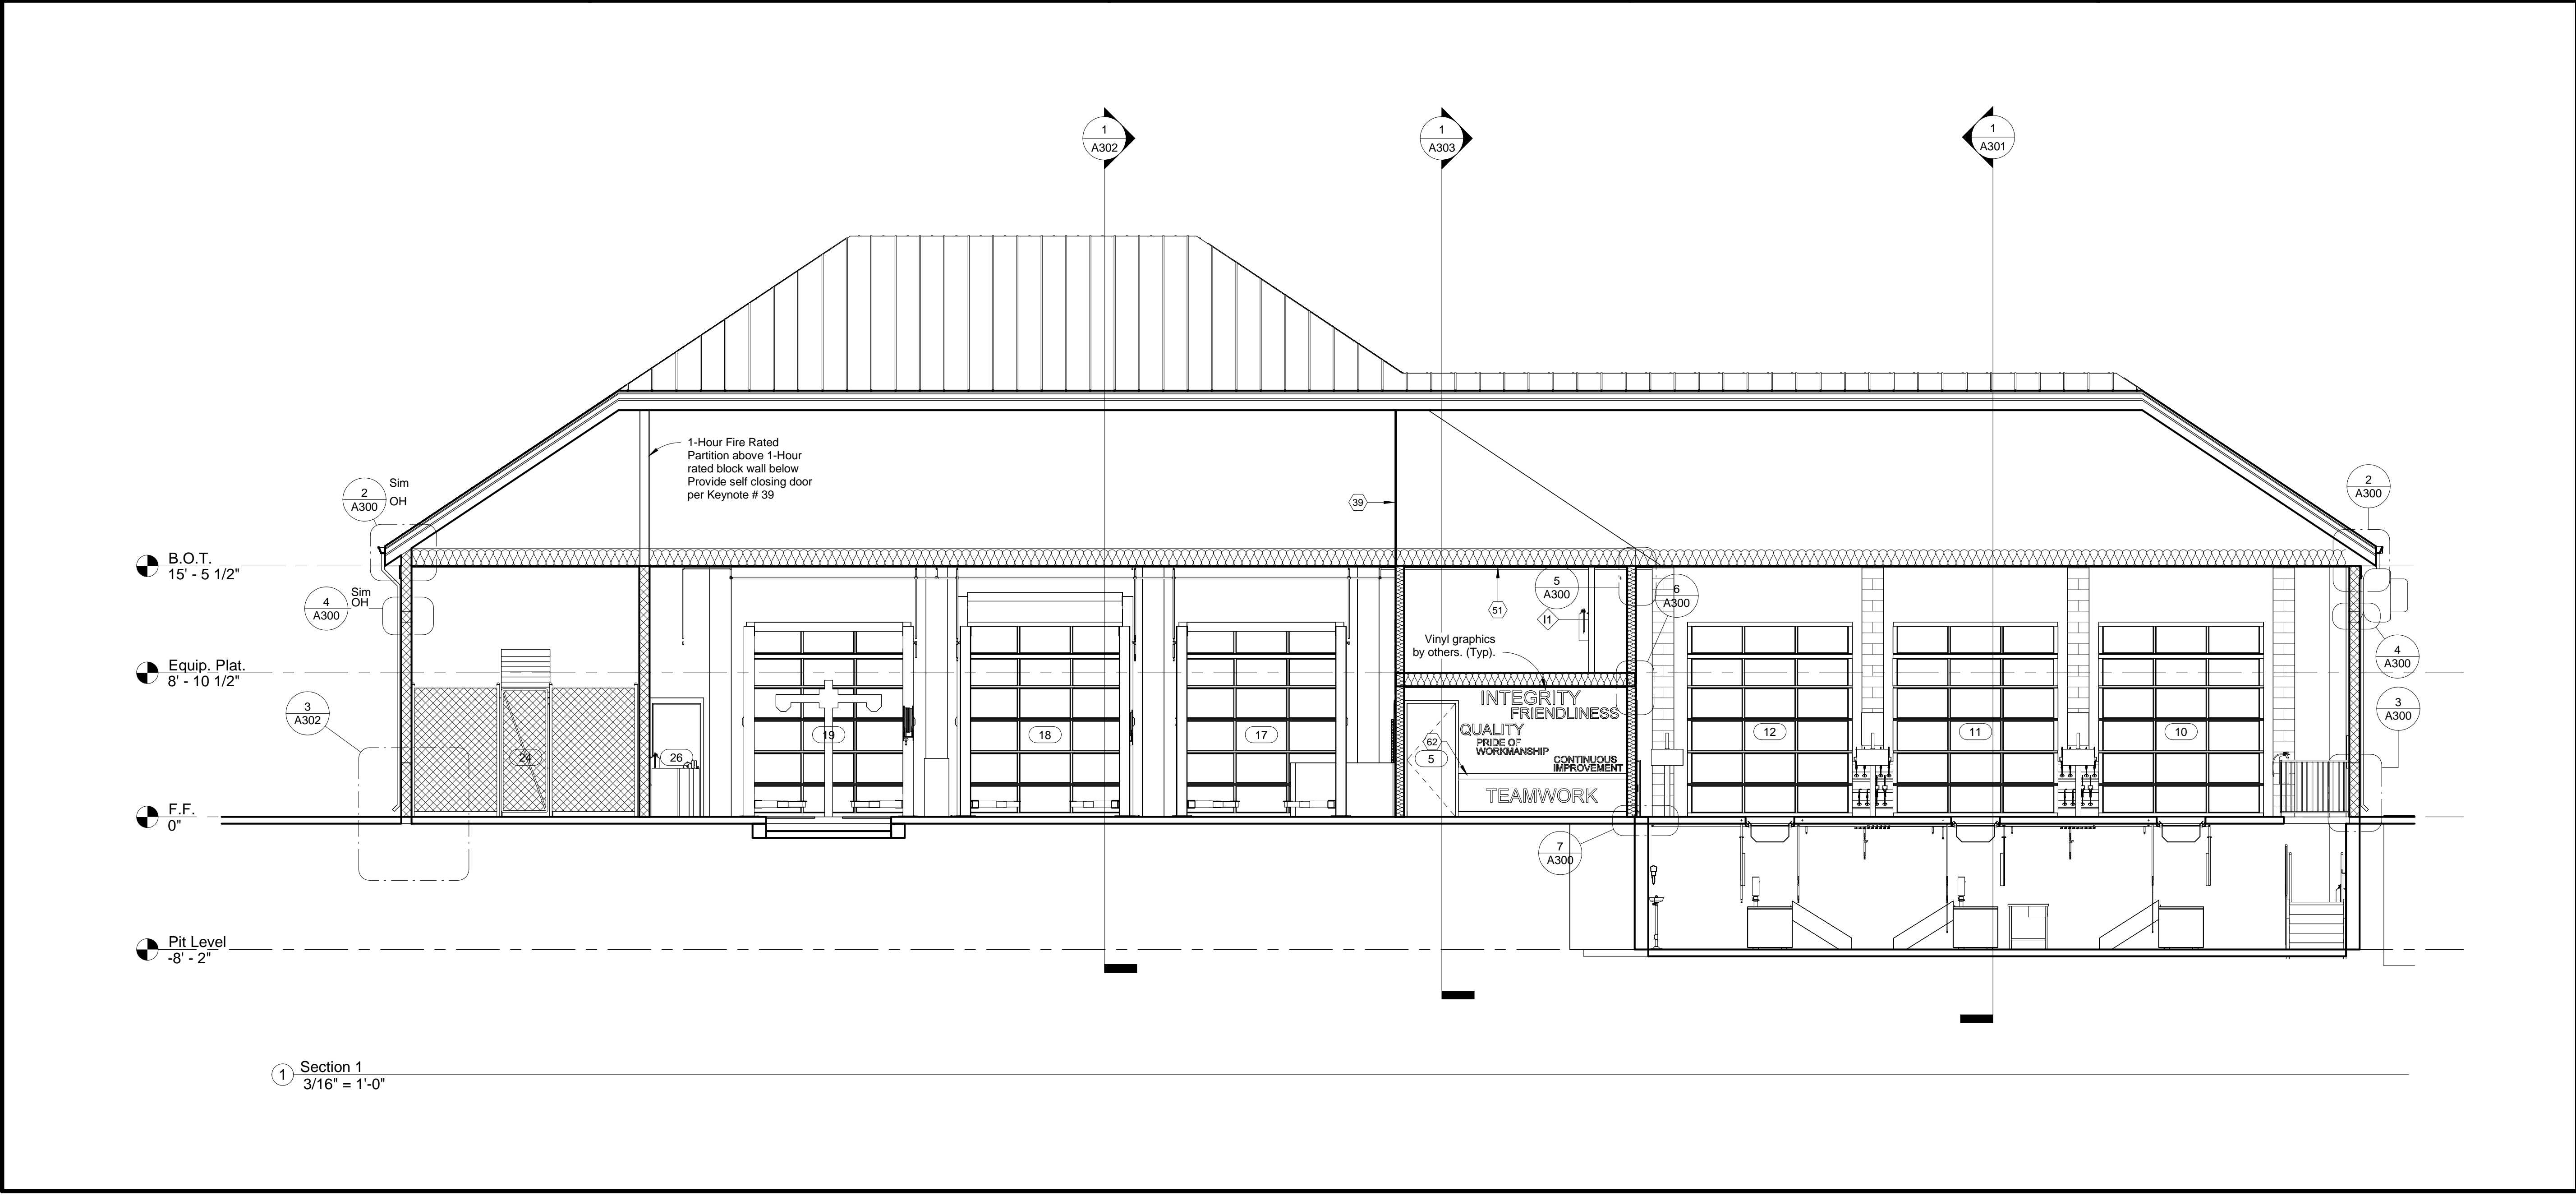 1
A302
1
A303
1
A301
1-Hour Fire Rated
Partition above 1-Hour
rated block wall below
Provide self closing door
per Keynote # 39
39
2
A300
Sim
OH
2
A300
B.O.T.
15' - 5 1/2"
4
A300
Sim
OH
5
A300
6
A300
51
I1
Vinyl graphics
by others. (Typ).
4
A300
Equip. Plat.
8' - 10 1/2"
3
A302
3
A300
INTEGRITY
FRIENDLINESS
QUALITY
PRIDE OF
WORKMANSHIP
CONTINUOUS
IMPROVEMENT
TEAMWORK
62
5
24
26
19
18
17
12
11
10
F.F.
0"
7
A300
Pit Level
-8' - 2"
1
Section 1
3/16" = 1'-0"